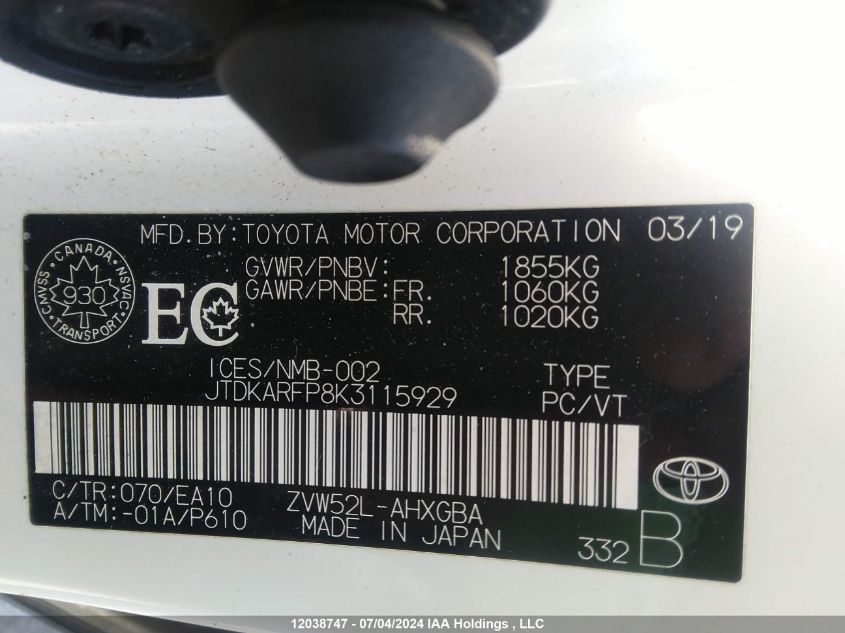 MFD. BY: TOYOTA MOTOR CORPORATION 03/19
GVWR/PNBV: 1855KG
GAWR/PNBE: FR. 1060KG
RR. 1020KG
CANADA
CMVSS 930 NSVAC
TRANSPORT
EC
ICES/NMB-002
JTDKARFP8K3115929
TYPE
PC/VT
C/TR: 070/EA10 ZVW52L-AHXGBA
A/TM: -01A/P610 MADE IN JAPAN
332 B
12038747 - 07/04/2024 IAA Holdings , LLC